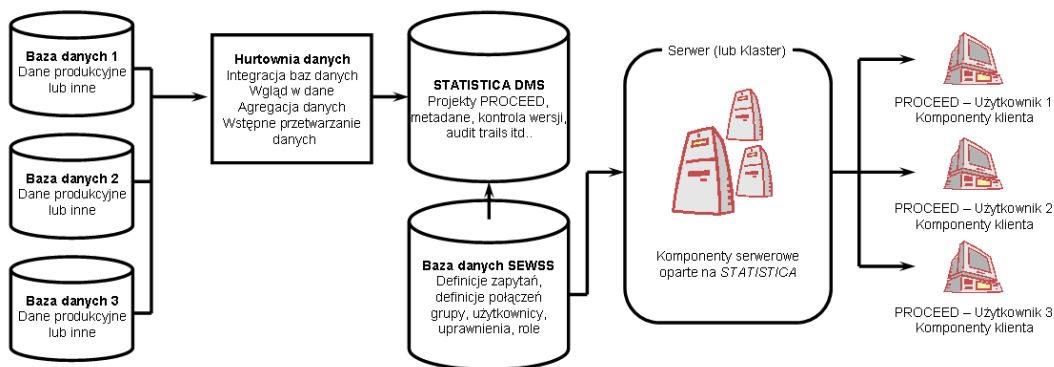 Baza danych 1
Dane produkcyjne
lub inne
Baza danych 2
Dane produkcyjne
lub inne
Baza danych 3
Dane produkcyjne
lub inne
Hurtownia danych
Integracja baz danych
Wgląd w dane
Agregacja danych
Wstępne przetwarzanie
danych
STATISTICA DMS
Projekty PROCEED,
metadane, kontrola wersji,
audit trails itd..
Baza danych SEWSS
Definicje zapytań,
definicje połączeń
grupy, użytkownicy,
uprawnienia, role
Serwer (lub Klaster)
Komponenty serwerowe
oparte na STATISTICA
PROCEED – Użytkownik 1
Komponenty klienta
PROCEED – Użytkownik 2
Komponenty klienta
PROCEED – Użytkownik 3
Komponenty klienta